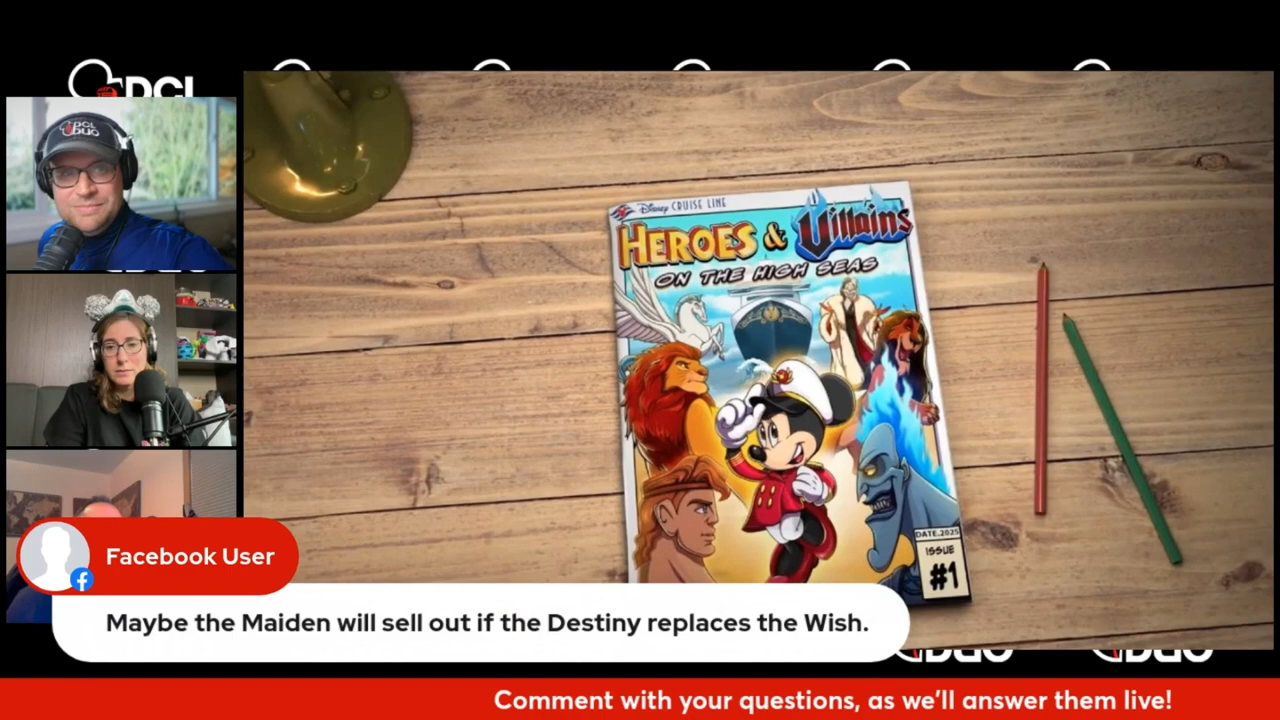 DCL
DCL
DUO
Disney CRUISE LINE
HEROES & Villains
ON THE HIGH SEAS
DATE.2025
ISSUE
#1
Facebook User
Maybe the Maiden will sell out if the Destiny replaces the Wish.
Comment with your questions, as we'll answer them live!